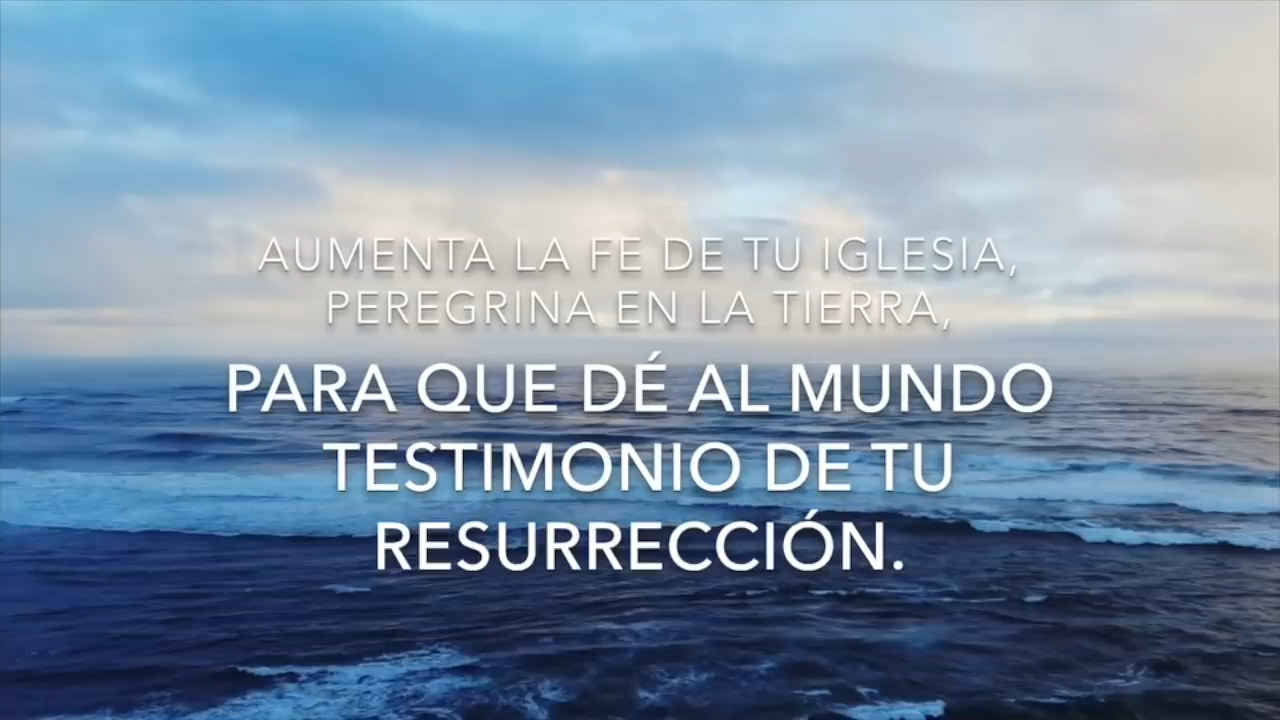 AUMENTA LA FE DE TU IGLESIA,
PEREGRINA EN LA TIERRA,
PARA QUE DÉ AL MUNDO
TESTIMONIO DE TU
RESURRECCIÓN.